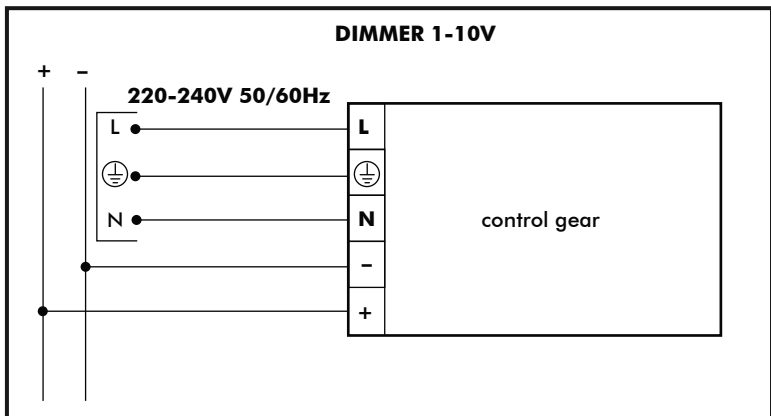 DIMMER 1-10V
+ –
220-240V 50/60Hz
L L
N N
control gear
–
+